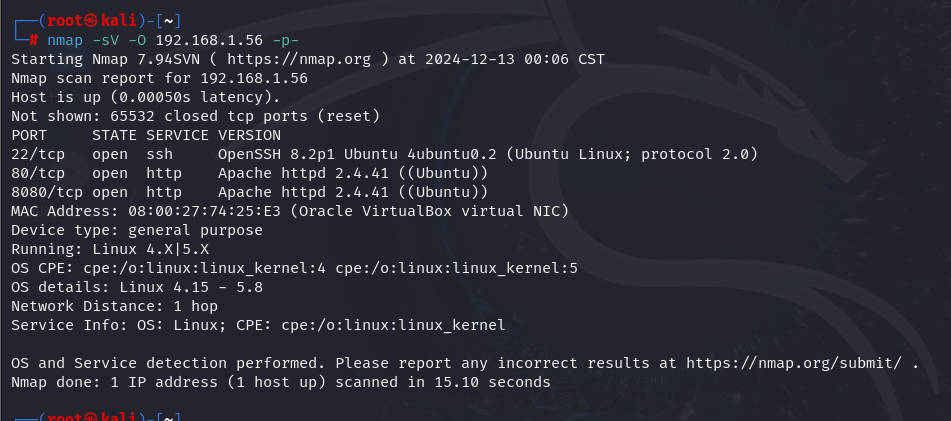 ┌──(root㉿kali)-[~]
└─# nmap -sV -O 192.168.1.56 -p-
Starting Nmap 7.94SVN ( https://nmap.org ) at 2024-12-13 00:06 CST
Nmap scan report for 192.168.1.56
Host is up (0.00050s latency).
Not shown: 65532 closed tcp ports (reset)
PORT     STATE SERVICE VERSION
22/tcp   open  ssh     OpenSSH 8.2p1 Ubuntu 4ubuntu0.2 (Ubuntu Linux; protocol 2.0)
80/tcp   open  http    Apache httpd 2.4.41 ((Ubuntu))
8080/tcp open  http    Apache httpd 2.4.41 ((Ubuntu))
MAC Address: 08:00:27:74:25:E3 (Oracle VirtualBox virtual NIC)
Device type: general purpose
Running: Linux 4.X|5.X
OS CPE: cpe:/o:linux:linux_kernel:4 cpe:/o:linux:linux_kernel:5
OS details: Linux 4.15 - 5.8
Network Distance: 1 hop
Service Info: OS: Linux; CPE: cpe:/o:linux:linux_kernel

OS and Service detection performed. Please report any incorrect results at https://nmap.org/submit/ .
Nmap done: 1 IP address (1 host up) scanned in 15.10 seconds

┌──(root㉿kali)-[~]